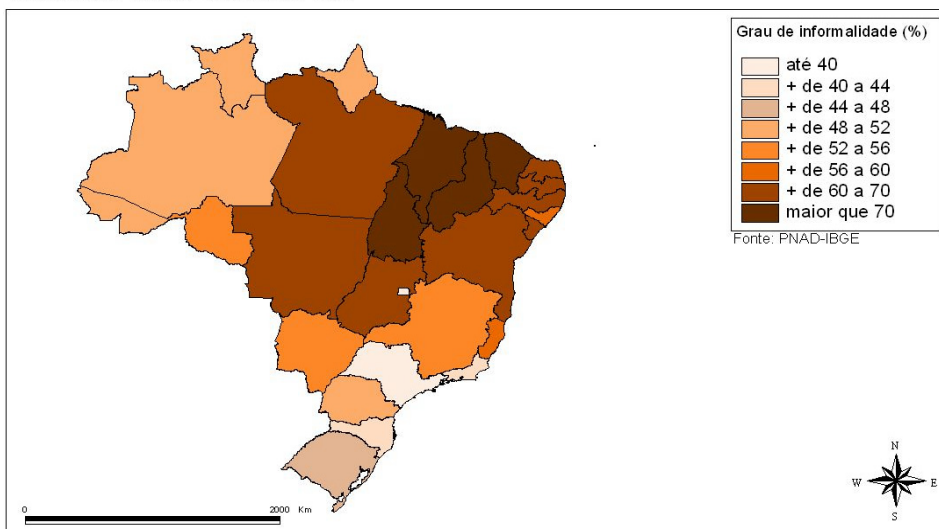 Grau de informalidade (%)
até 40
+ de 40 a 44
+ de 44 a 48
+ de 48 a 52
+ de 52 a 56
+ de 56 a 60
+ de 60 a 70
maior que 70
Fonte: PNAD-IBGE
N
W E
S
0 2000 Km